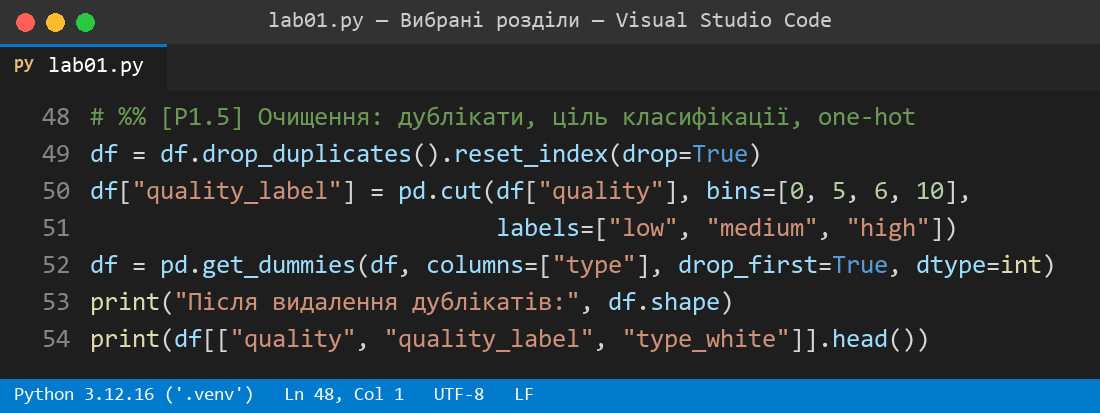 lab01.py — Вибрані розділи — Visual Studio Code
py lab01.py
48 # %% [P1.5] Очищення: дублікати, ціль класифікації, one-hot
49 df = df.drop_duplicates().reset_index(drop=True)
50 df["quality_label"] = pd.cut(df["quality"], bins=[0, 5, 6, 10],
51                              labels=["low", "medium", "high"])
52 df = pd.get_dummies(df, columns=["type"], drop_first=True, dtype=int)
53 print("Після видалення дублікатів:", df.shape)
54 print(df[["quality", "quality_label", "type_white"]].head())
Python 3.12.16 ('.venv') Ln 48, Col 1 UTF-8 LF